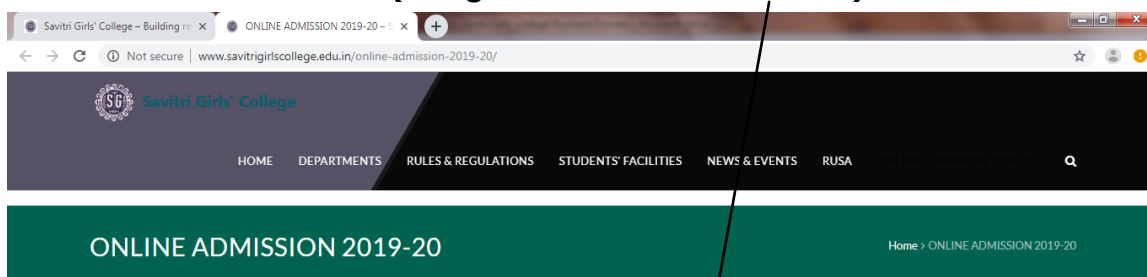 Savitri Girls' College – Building re
ONLINE ADMISSION 2019-20 – S
Not secure | www.savitrigirlscollege.edu.in/online-admission-2019-20/
SG Savitri Girls' College
HOME DEPARTMENTS RULES & REGULATIONS STUDENTS' FACILITIES NEWS & EVENTS RUSA ONLINE ADMISSION 2019-20
ONLINE ADMISSION 2019-20
Home > ONLINE ADMISSION 2019-20